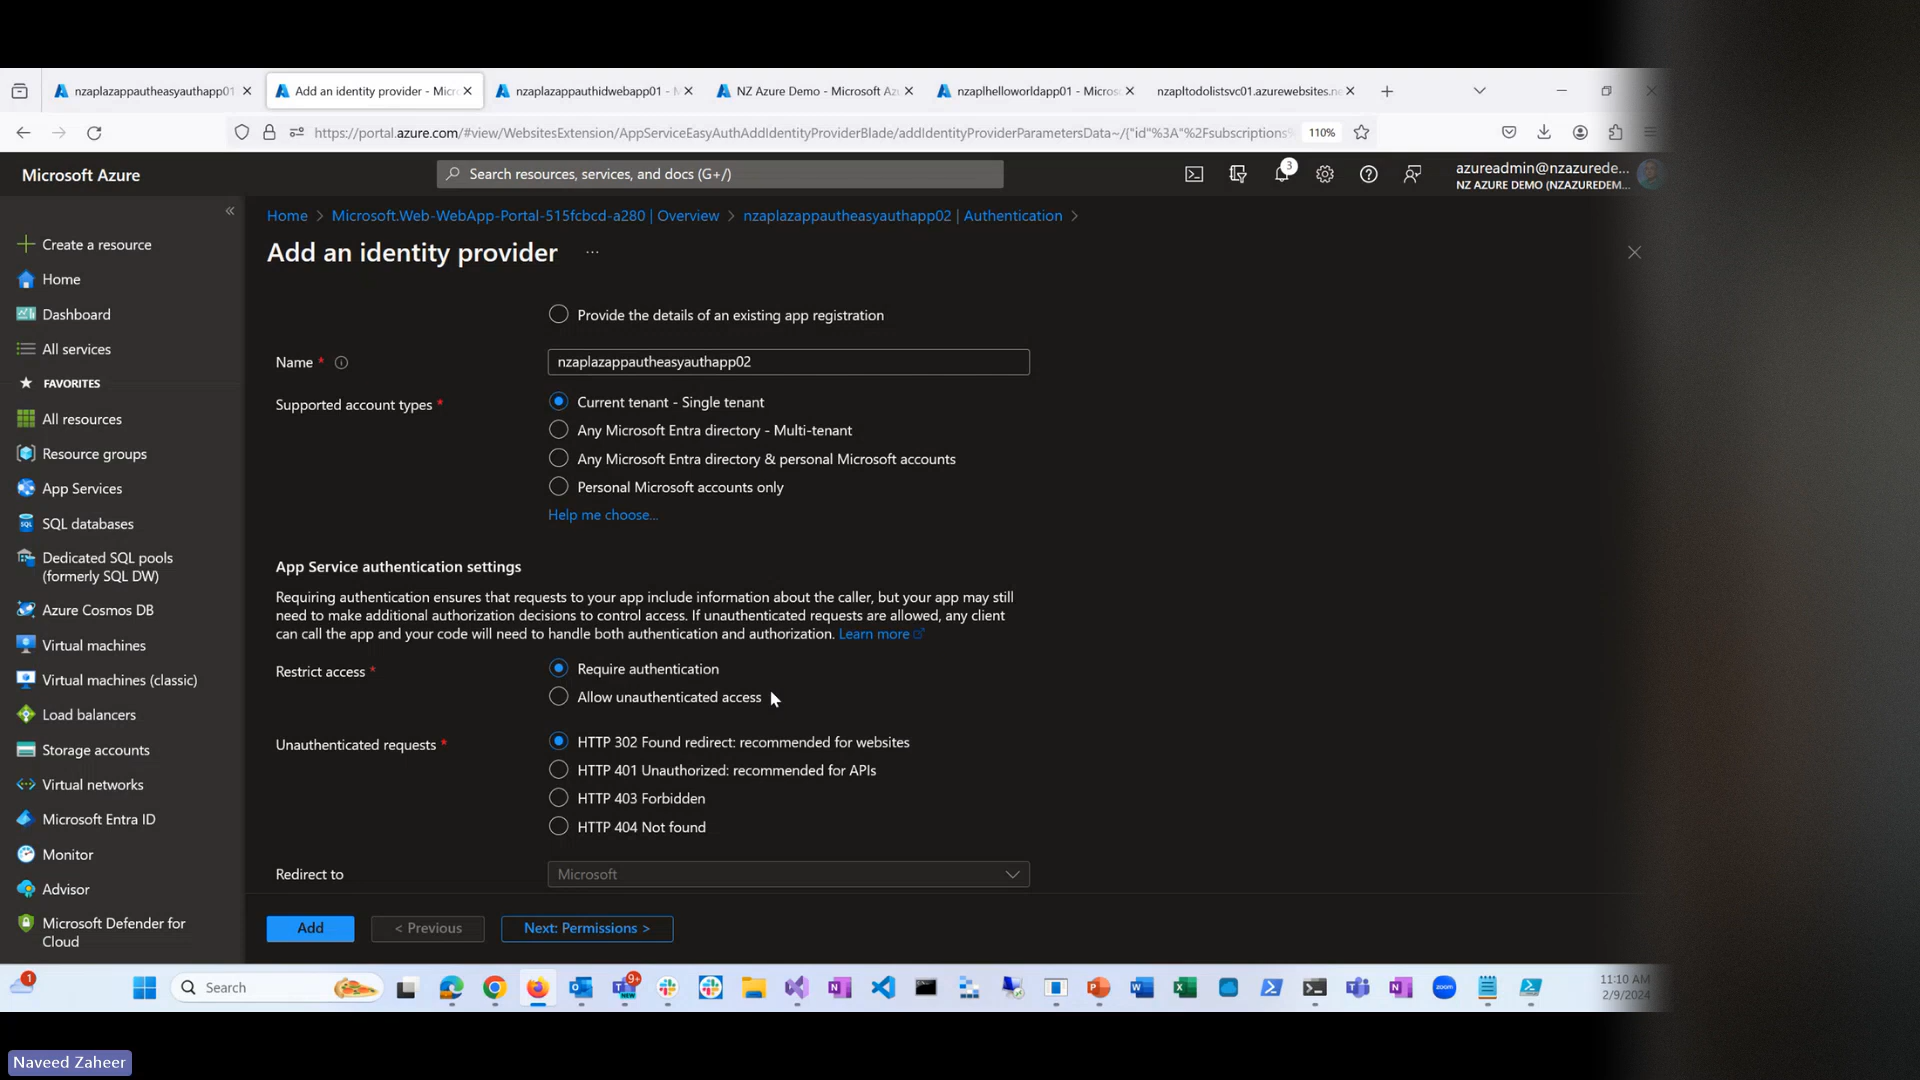 nzaplazappautheasyauthapp01
Add an identity provider - Micr
nzaplazappauthidwebapp01 - M
NZ Azure Demo - Microsoft Az
nzaplhelloworldapp01 - Micros
napltodolistsvc01.azurewebsites.ne
https://portal.azure.com/#view/WebsitesExtension/AppServiceEasyAuthAddIdentityProviderBlade/addIdentityProviderParametersData~/{"id"%3A"%2Fsubscriptions%
110%
Microsoft Azure
Search resources, services, and docs (G+/)
3
azureadmin@nzazurede...
NZ AZURE DEMO (NZAZUREDEM...
Create a resource
Home
Dashboard
All services
FAVORITES
All resources
Resource groups
App Services
SQL databases
Dedicated SQL pools
(formerly SQL DW)
Azure Cosmos DB
Virtual machines
Virtual machines (classic)
Load balancers
Storage accounts
Virtual networks
Microsoft Entra ID
Monitor
Advisor
Microsoft Defender for
Cloud
Home > Microsoft.Web-WebApp-Portal-515fcbcd-a280 | Overview > nzaplazappautheasyauthapp02 | Authentication >
Add an identity provider ...
Provide the details of an existing app registration
Name * nzaplazappautheasyauthapp02
Supported account types * Current tenant - Single tenant
Any Microsoft Entra directory - Multi-tenant
Any Microsoft Entra directory & personal Microsoft accounts
Personal Microsoft accounts only
Help me choose...
App Service authentication settings
Requiring authentication ensures that requests to your app include information about the caller, but your app may still
need to make additional authorization decisions to control access. If unauthenticated requests are allowed, any client
can call the app and your code will need to handle both authentication and authorization. Learn more
Restrict access * Require authentication
Allow unauthenticated access
Unauthenticated requests * HTTP 302 Found redirect: recommended for websites
HTTP 401 Unauthorized: recommended for APIs
HTTP 403 Forbidden
HTTP 404 Not found
Redirect to Microsoft
Add
< Previous
Next: Permissions >
1
Search
9+
NEW
zoom
11:10 AM
2/9/2024
Naveed Zaheer